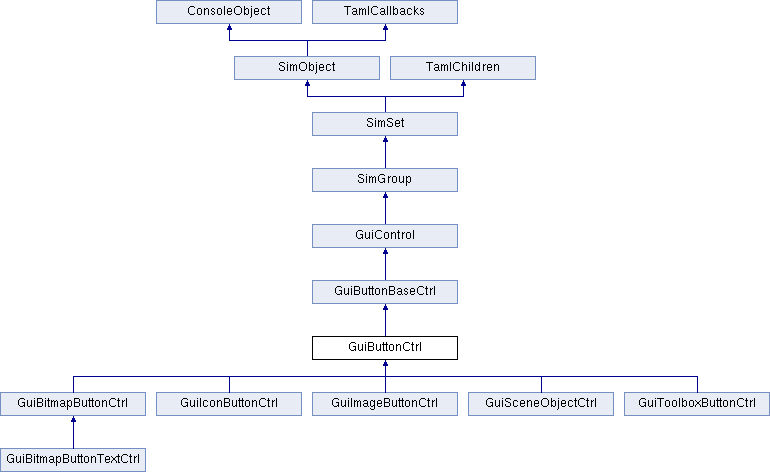 ConsoleObject TamlCallbacks
SimObject TamlChildren
SimSet
SimGroup
GuiControl
GuiButtonBaseCtrl
GuiButtonCtrl
GuiBitmapButtonCtrl GuiIconButtonCtrl GuiImageButtonCtrl GuiSceneObjectCtrl GuiToolboxButtonCtrl
GuiBitmapButtonTextCtrl